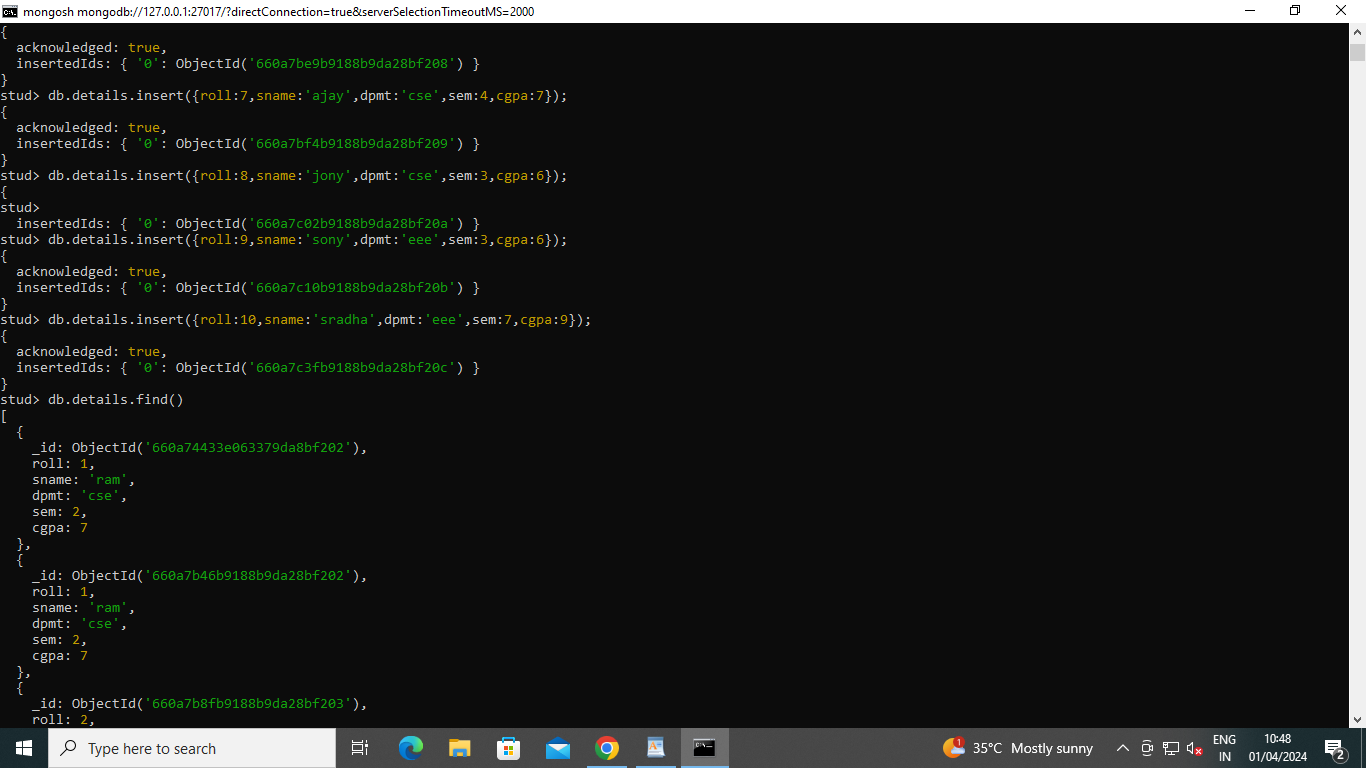 mongosh mongodb://127.0.0.1:27017/?directConnection=true&serverSelectionTimeoutMS=2000
{
  acknowledged: true,
  insertedIds: { '0': ObjectId('660a7be9b9188b9da28bf208') }
}
stud> db.details.insert({roll:7,sname:'ajay',dpmt:'cse',sem:4,cgpa:7});
{
  acknowledged: true,
  insertedIds: { '0': ObjectId('660a7bf4b9188b9da28bf209') }
}
stud> db.details.insert({roll:8,sname:'jony',dpmt:'cse',sem:3,cgpa:6});
{
stud>
  insertedIds: { '0': ObjectId('660a7c02b9188b9da28bf20a') }
stud> db.details.insert({roll:9,sname:'sony',dpmt:'eee',sem:3,cgpa:6});
{
  acknowledged: true,
  insertedIds: { '0': ObjectId('660a7c10b9188b9da28bf20b') }
}
stud> db.details.insert({roll:10,sname:'sradha',dpmt:'eee',sem:7,cgpa:9});
{
  acknowledged: true,
  insertedIds: { '0': ObjectId('660a7c3fb9188b9da28bf20c') }
}
stud> db.details.find()
[
  {
    _id: ObjectId('660a74433e063379da8bf202'),
    roll: 1,
    sname: 'ram',
    dpmt: 'cse',
    sem: 2,
    cgpa: 7
  },
  {
    _id: ObjectId('660a7b46b9188b9da28bf202'),
    roll: 1,
    sname: 'ram',
    dpmt: 'cse',
    sem: 2,
    cgpa: 7
  },
  {
    _id: ObjectId('660a7b8fb9188b9da28bf203'),
    roll: 2,
Type here to search
1
35°C Mostly sunny
ENG
IN
10:48
01/04/2024
2